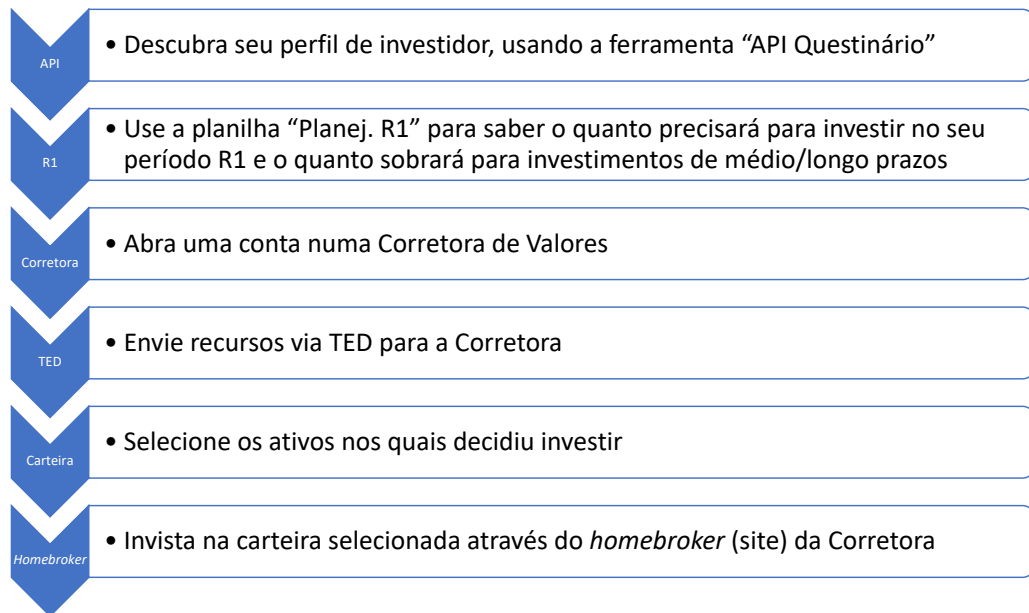 API
• Descubra seu perfil de investidor, usando a ferramenta “API Questinário”
R1
• Use a planilha “Planej. R1” para saber o quanto precisará para investir no seu
período R1 e o quanto sobrará para investimentos de médio/longo prazos
Corretora
• Abra uma conta numa Corretora de Valores
TED
• Envie recursos via TED para a Corretora
Carteira
• Selecione os ativos nos quais decidiu investir
Homebroker
• Invista na carteira selecionada através do homebroker (site) da Corretora